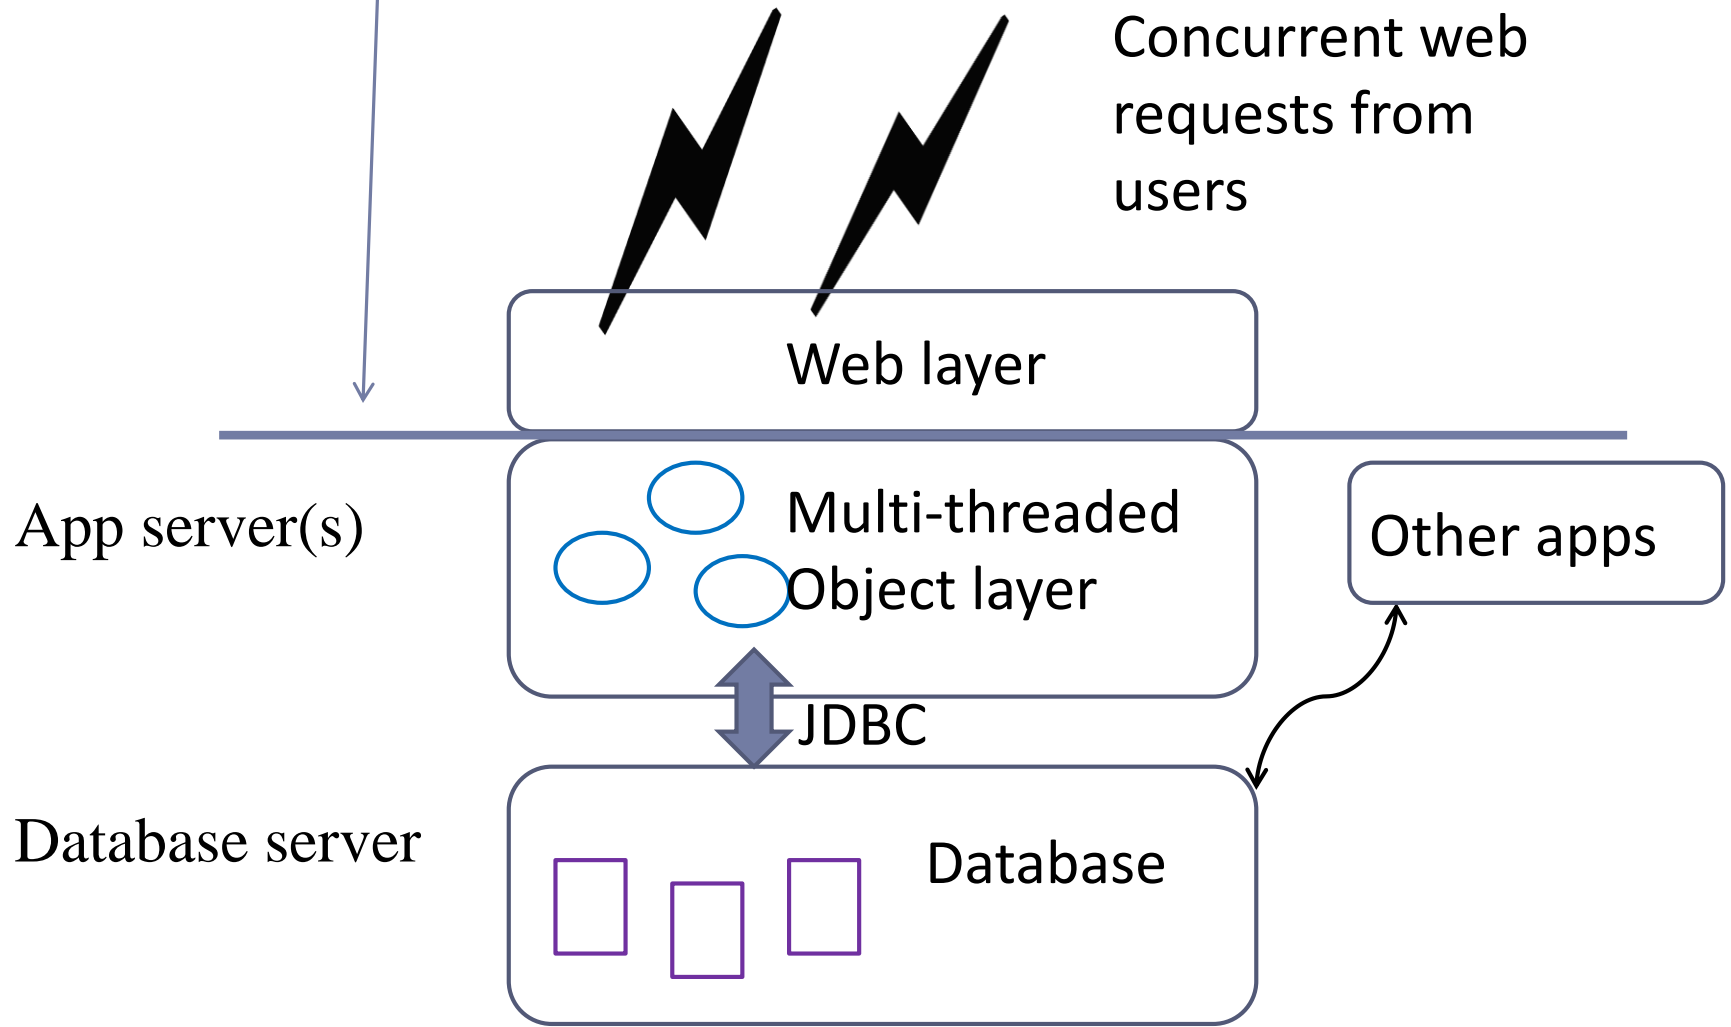 Concurrent web
requests from
users
Web layer
App server(s)
Multi-threaded
Object layer
Other apps
JDBC
Database server
Database